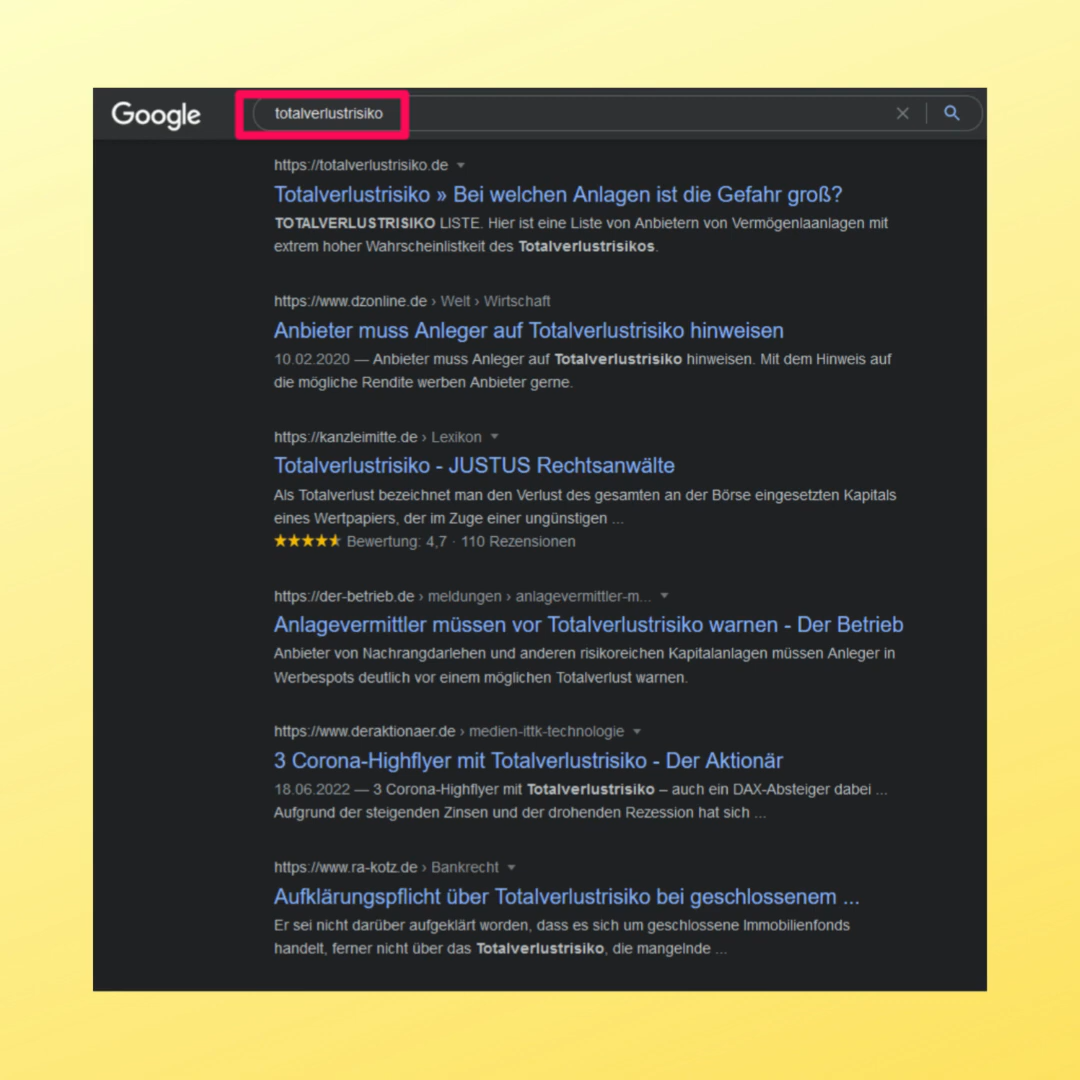 Google totalverlustrisiko
https://totalverlustrisiko.de
Totalverlustrisiko » Bei welchen Anlagen ist die Gefahr groß?
TOTALVERLUSTRISIKO LISTE. Hier ist eine Liste von Anbietern von Vermögenlaanlagen mit
extrem hoher Wahrscheinlistkeit des Totalverlustrisikos.
https://www.dzonline.de › Welt › Wirtschaft
Anbieter muss Anleger auf Totalverlustrisiko hinweisen
10.02.2020 — Anbieter muss Anleger auf Totalverlustrisiko hinweisen. Mit dem Hinweis auf
die mögliche Rendite werben Anbieter gerne.
https://kanzleimitte.de › Lexikon
Totalverlustrisiko - JUSTUS Rechtsanwälte
Als Totalverlust bezeichnet man den Verlust des gesamten an der Börse eingesetzten Kapitals
eines Wertpapiers, der im Zuge einer ungünstigen ...
Bewertung: 4,7 · 110 Rezensionen
https://der-betrieb.de › meldungen › anlagevermittler-m...
Anlagevermittler müssen vor Totalverlustrisiko warnen - Der Betrieb
Anbieter von Nachrangdarlehen und anderen risikoreichen Kapitalanlagen müssen Anleger in
Werbespots deutlich vor einem möglichen Totalverlust warnen.
https://www.deraktionaer.de › medien-ittk-technologie
3 Corona-Highflyer mit Totalverlustrisiko - Der Aktionär
18.06.2022 — 3 Corona-Highflyer mit Totalverlustrisiko – auch ein DAX-Absteiger dabei ...
Aufgrund der steigenden Zinsen und der drohenden Rezession hat sich ...
https://www.ra-kotz.de › Bankrecht
Aufklärungspflicht über Totalverlustrisiko bei geschlossenem ...
Er sei nicht darüber aufgeklärt worden, dass es sich um geschlossene Immobilienfonds
handelt, ferner nicht über das Totalverlustrisiko, die mangelnde ...